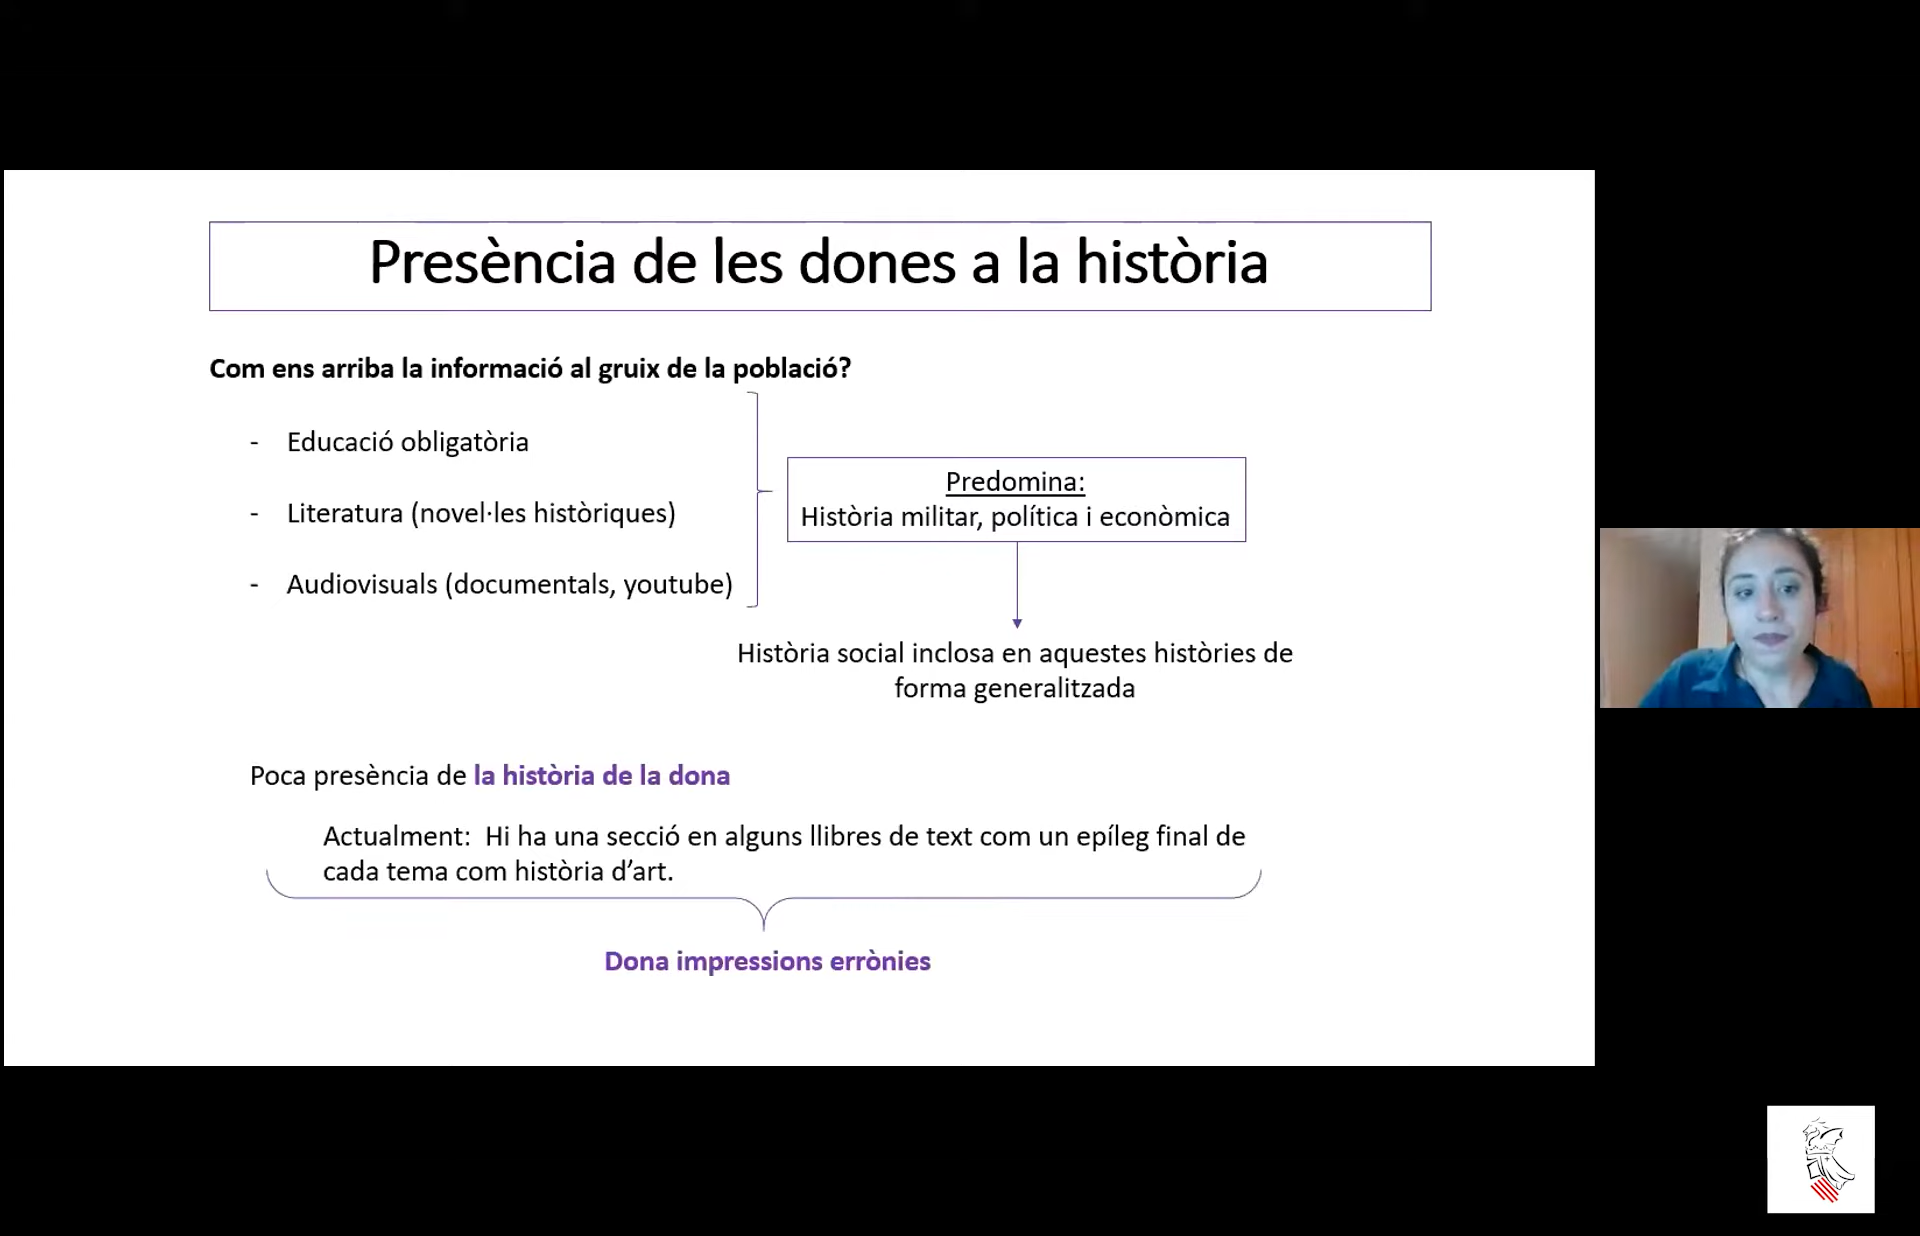 Presència de les dones a la història
Com ens arriba la informació al gruix de la població?
- Educació obligatòria
- Literatura (novel·les històriques)
- Audiovisuals (documentals, youtube)
Predomina:
Història militar, política i econòmica
Història social inclosa en aquestes històries de
forma generalitzada
Poca presència de la història de la dona
Actualment:  Hi ha una secció en alguns llibres de text com un epíleg final de
cada tema com història d’art.
Dona impressions errònies